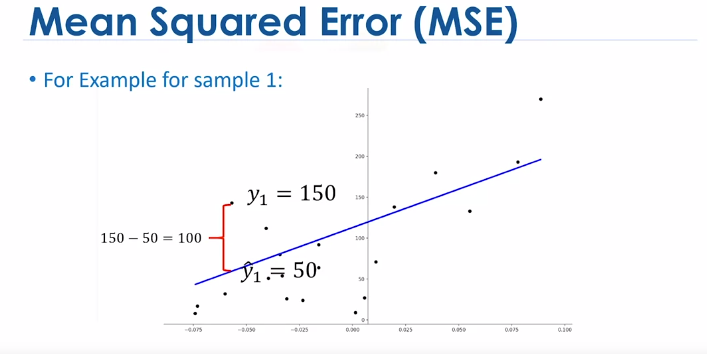 Mean Squared Error (MSE)
• For Example for sample 1:
250
200
y₁ = 150
150
150 − 50 = 100
100
ŷ₁ = 50
50
0
−0.075 −0.050 −0.025 0.000 0.025 0.050 0.075 0.100